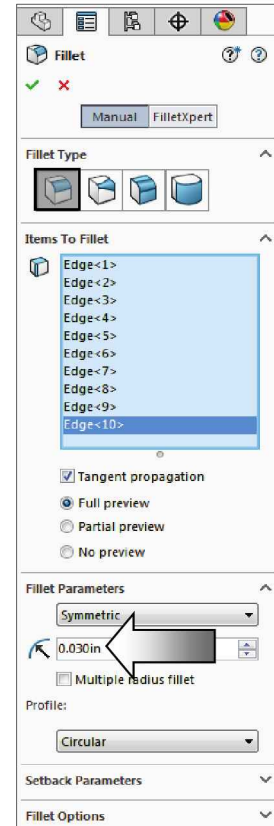 Fillet
Manual FilletXpert
Fillet Type
Items To Fillet
Edge<1>
Edge<2>
Edge<3>
Edge<4>
Edge<5>
Edge<6>
Edge<7>
Edge<8>
Edge<9>
Edge<10>
Tangent propagation
Full preview
Partial preview
No preview
Fillet Parameters
Symmetric
0.030in
Multiple radius fillet
Profile:
Circular
Setback Parameters
Fillet Options